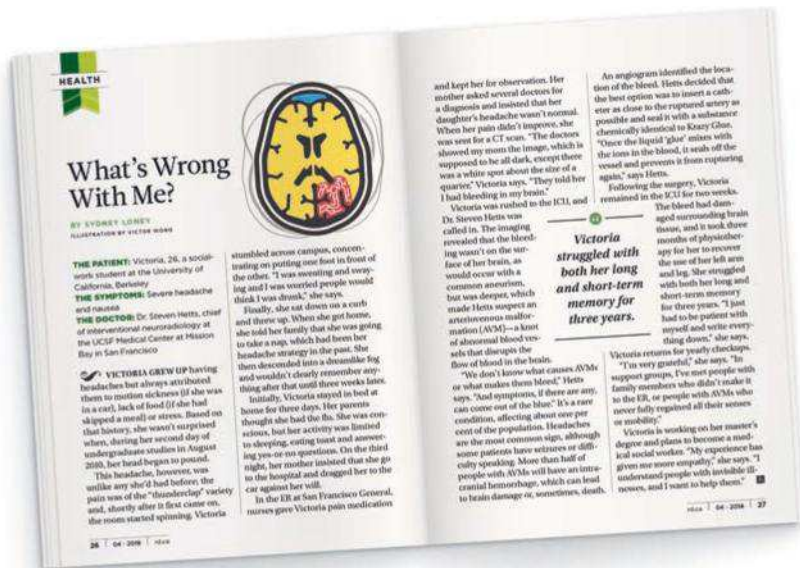 HEALTH
What's Wrong
With Me?
BY SYDNEY LONEY
ILLUSTRATION BY VICTOR WONG
THE PATIENT: Victoria, 26, a social-
work student at the University of
California, Berkeley
THE SYMPTOMS: Severe headache
and nausea
THE DOCTOR: Dr. Steven Hetts, chief
of interventional neuroradiology at
the UCSF Medical Center at Mission
Bay in San Francisco
VICTORIA GREW UP having
headaches but always attributed
them to motion sickness (if she was
in a car), lack of food (if she had
skipped a meal) or stress. Based on
that history, she wasn't surprised
when, during her second day of
undergraduate studies in August
2010, her head began to pound.
This headache, however, was
unlike any she'd had before; the
pain was of the "thunderclap" variety
and, shortly after it first came on,
the room started spinning. Victoria
stumbled across campus, concen-
trating on putting one foot in front of
the other. "I was sweating and sway-
ing and I was worried people would
think I was drunk," she says.
Finally, she sat down on a curb
and threw up. When she got home,
she told her family that she was going
to take a nap, which had been her
headache strategy in the past. She
then descended into a dreamlike fog
and wouldn't clearly remember any-
thing after that until three weeks later.
Initially, Victoria stayed in bed at
home for three days. Her parents
thought she had the flu. She was con-
scious, but her activity was limited
to sleeping, eating toast and answer-
ing yes-or-no questions. On the third
night, her mother insisted that she go
to the hospital and dragged her to the
car against her will.
In the ER at San Francisco General,
nurses gave Victoria pain medication
26 | 04 • 2018 | rd.ca
and kept her for observation. Her
mother asked several doctors for
a diagnosis and insisted that her
daughter's headache wasn't normal.
When her pain didn't improve, she
was sent for a CT scan. "The doctors
showed my mom the image, which is
supposed to be all dark, except there
was a white spot about the size of a
quarter," Victoria says. "They told her
I had bleeding in my brain."
Victoria was rushed to the ICU, and
Dr. Steven Hetts was
called in. The imaging
revealed that the bleed-
ing wasn't on the sur-
face of her brain, as
would occur with a
common aneurism,
but was deeper, which
made Hetts suspect an
arteriovenous malfor-
mation (AVM)—a knot
of abnormal blood ves-
sels that disrupts the
flow of blood in the brain.
"We don't know what causes AVMs
or what makes them bleed," Hetts
says. "And symptoms, if there are any,
can come out of the blue." It's a rare
condition, affecting about one per
cent of the population. Headaches
are the most common sign, although
some patients have seizures or diffi-
culty speaking. More than half of
people with AVMs will have an intra-
cranial hemorrhage, which can lead
to brain damage or, sometimes, death.
Victoria
struggled with
both her long
and short-term
memory for
three years.
An angiogram identified the loca-
tion of the bleed. Hetts decided that
the best option was to insert a cath-
eter as close to the ruptured artery as
possible and seal it with a substance
chemically identical to Krazy Glue.
"Once the liquid 'glue' mixes with
the ions in the blood, it seals off the
vessel and prevents it from rupturing
again," says Hetts.
Following the surgery, Victoria
remained in the ICU for two weeks.
The bleed had dam-
aged surrounding brain
tissue, and it took three
months of physiother-
apy for her to recover
the use of her left arm
and leg. She struggled
with both her long and
short-term memory
for three years. "I just
had to be patient with
myself and write every-
thing down," she says.
Victoria returns for yearly checkups.
"I'm very grateful," she says. "In
support groups, I've met people with
family members who didn't make it
to the ER, or people with AVMs who
never fully regained all their senses
or mobility."
Victoria is working on her master's
degree and plans to become a med-
ical social worker. "My experience has
given me more empathy," she says. "I
understand people with invisible ill-
nesses, and I want to help them."
rd.ca | 04 • 2018 | 27